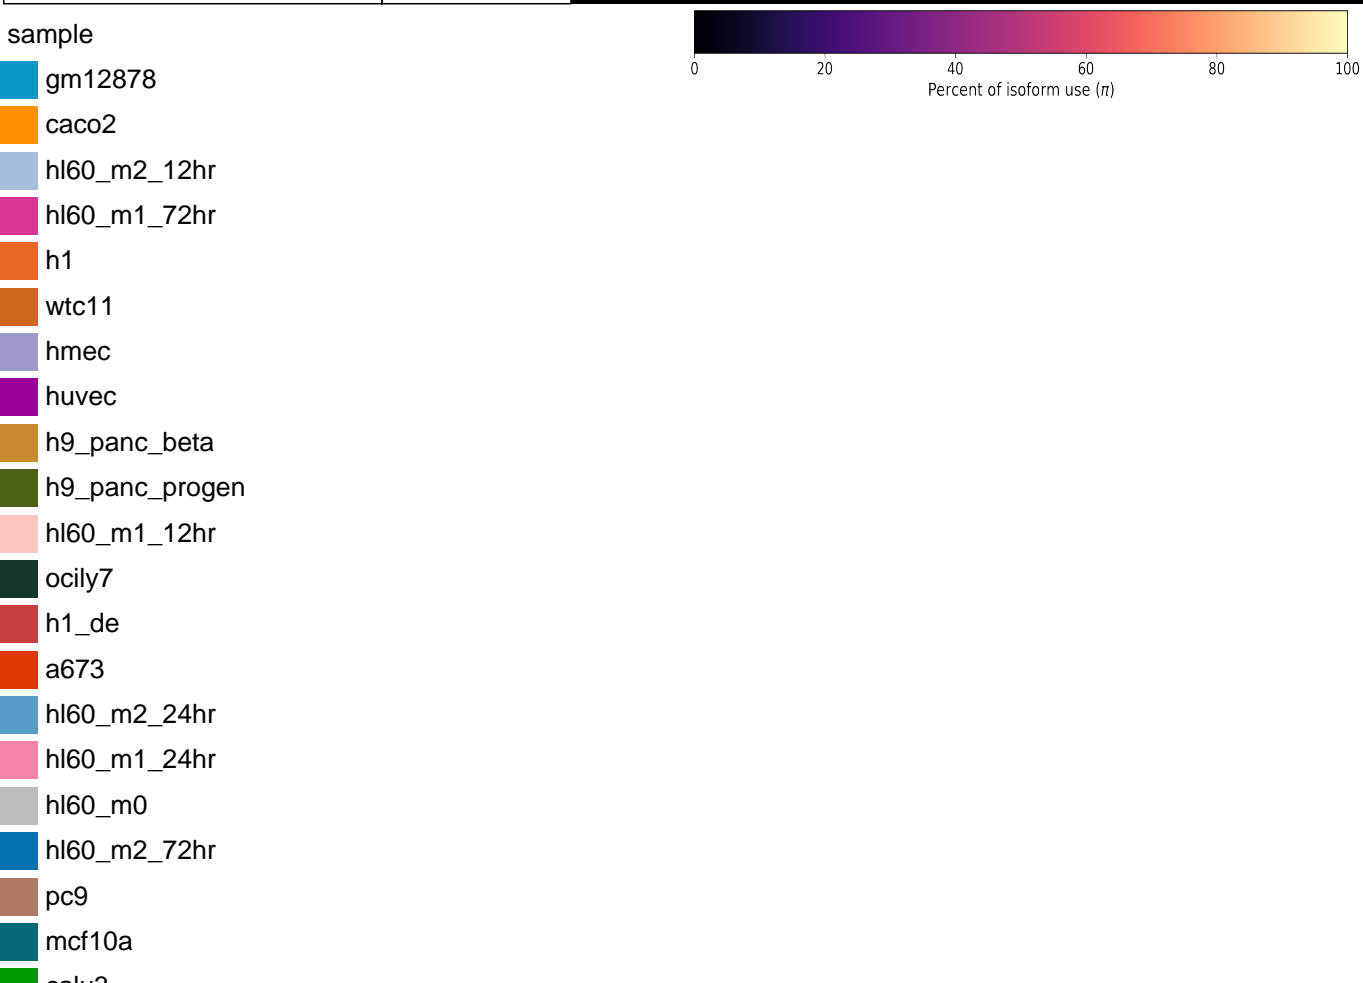 sample
gm12878
caco2
hl60_m2_12hr
hl60_m1_72hr
h1
wtc11
hmec
huvec
h9_panc_beta
h9_panc_progen
hl60_m1_12hr
ocily7
h1_de
a673
hl60_m2_24hr
hl60_m1_24hr
hl60_m0
hl60_m2_72hr
pc9
mcf10a
0 20 40 60 80 100
Percent of isoform use (π)